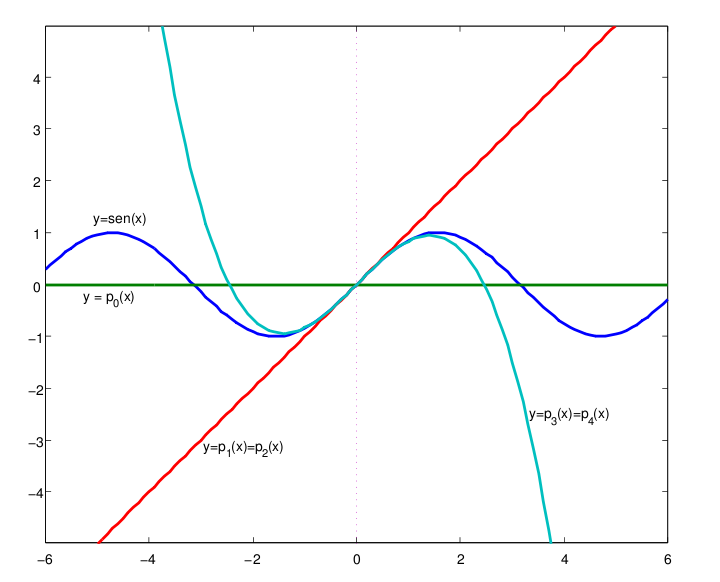 4
3
2
1
0
−1
−2
−3
−4
y=sen(x)
y = p0(x)
y=p3(x)=p4(x)
y=p1(x)=p2(x)
−6 −4 −2 0 2 4 6